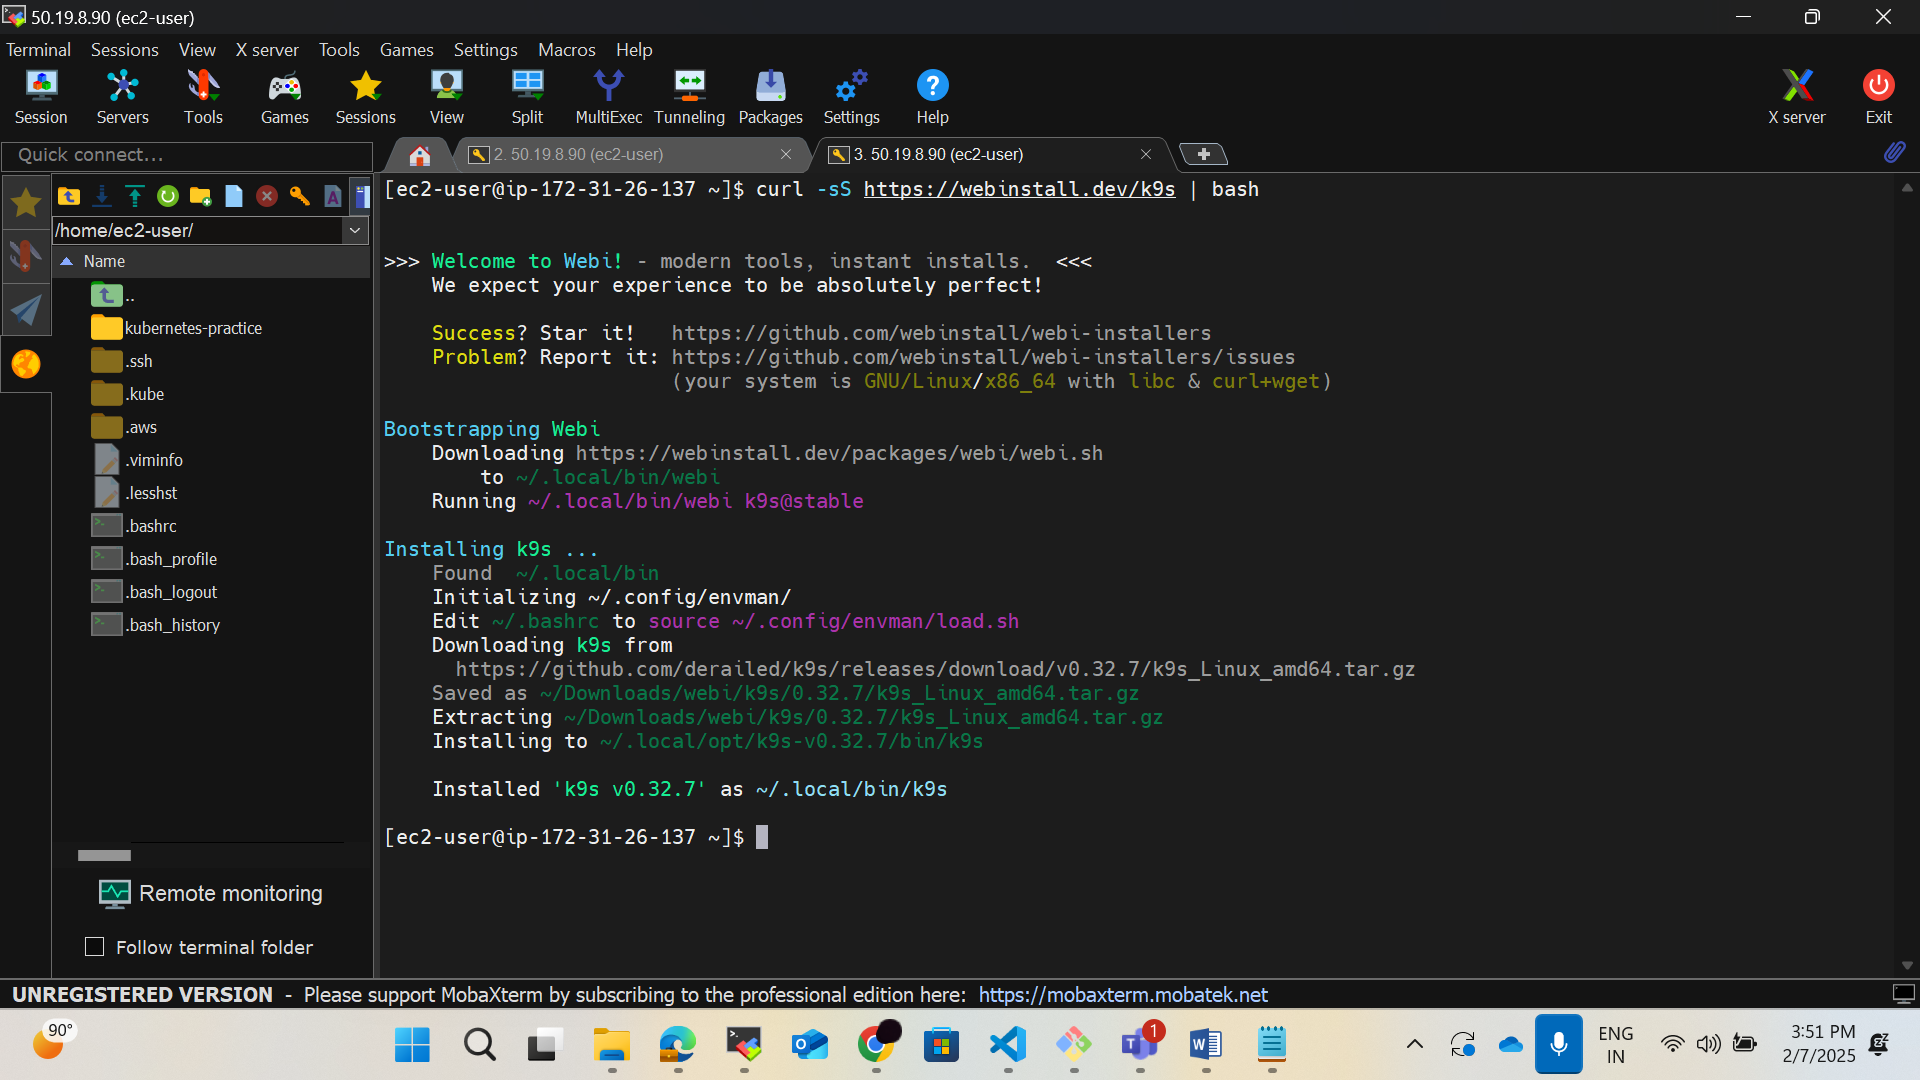 50.19.8.90 (ec2-user)
Terminal Sessions View X server Tools Games Settings Macros Help
Session Servers Tools Games Sessions View Split MultiExec Tunneling Packages Settings Help X server Exit
Quick connect...
2. 50.19.8.90 (ec2-user)
3. 50.19.8.90 (ec2-user)
/home/ec2-user/
Name
..
kubernetes-practice
.ssh
.kube
.aws
.viminfo
.lesshst
.bashrc
.bash_profile
.bash_logout
.bash_history
Remote monitoring
Follow terminal folder
[ec2-user@ip-172-31-26-137 ~]$ curl -sS https://webinstall.dev/k9s | bash
>>> Welcome to Webi! - modern tools, instant installs. <<<
We expect your experience to be absolutely perfect!
Success? Star it! https://github.com/webinstall/webi-installers
Problem? Report it: https://github.com/webinstall/webi-installers/issues
(your system is GNU/Linux/x86_64 with libc & curl+wget)
Bootstrapping Webi
Downloading https://webinstall.dev/packages/webi/webi.sh
to ~/.local/bin/webi
Running ~/.local/bin/webi k9s@stable
Installing k9s ...
Found ~/.local/bin
Initializing ~/.config/envman/
Edit ~/.bashrc to source ~/.config/envman/load.sh
Downloading k9s from
https://github.com/derailed/k9s/releases/download/v0.32.7/k9s_Linux_amd64.tar.gz
Saved as ~/Downloads/webi/k9s/0.32.7/k9s_Linux_amd64.tar.gz
Extracting ~/Downloads/webi/k9s/0.32.7/k9s_Linux_amd64.tar.gz
Installing to ~/.local/opt/k9s-v0.32.7/bin/k9s
Installed 'k9s v0.32.7' as ~/.local/bin/k9s
[ec2-user@ip-172-31-26-137 ~]$
UNREGISTERED VERSION - Please support MobaXterm by subscribing to the professional edition here: https://mobaxterm.mobatek.net
90°
1
ENG
IN
3:51 PM
2/7/2025